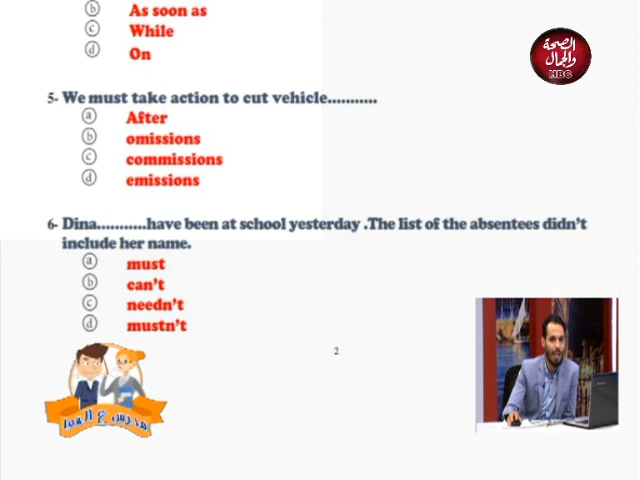 b As soon as
c While
d On
الصحة
والجمال
HBC
5- We must take action to cut vehicle...........
a After
b omissions
c commissions
d emissions
6- Dina...........have been at school yesterday .The list of the absentees didn't
include her name.
a must
b can't
c needn't
d mustn't
2
مدرس ع الهوا